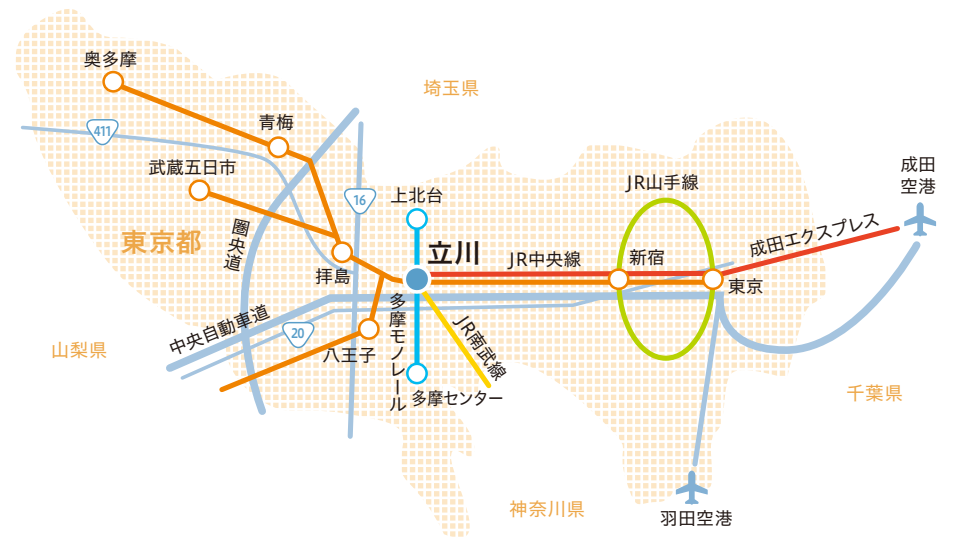 奥多摩
埼玉県
青梅
411
武蔵五日市
成田
空港
JR山手線
16
上北台
圏央道
東京都
立川
JR中央線
新宿
成田エクスプレス
拝島
東京
多摩モノレール
中央自動車道
20
JR南武線
山梨県
八王子
多摩センター
千葉県
神奈川県
羽田空港